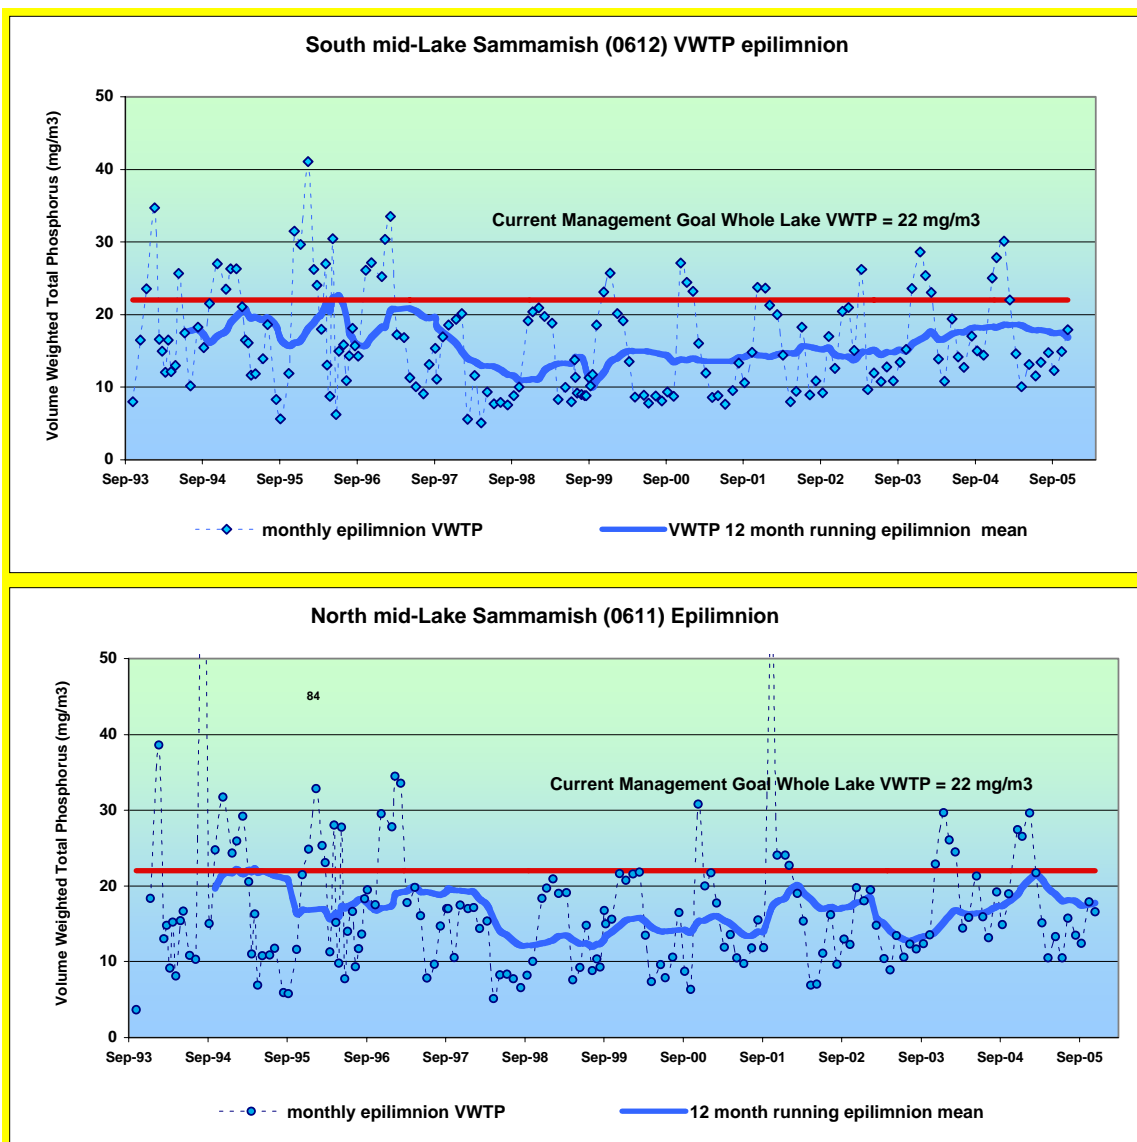 South mid-Lake Sammamish (0612) VWTP epilimnion
Volume Weighted Total Phosphorus (mg/m3)
50
40
30
20
10
0
Current Management Goal Whole Lake VWTP = 22 mg/m3
Sep-93 Sep-94 Sep-95 Sep-96 Sep-97 Sep-98 Sep-99 Sep-00 Sep-01 Sep-02 Sep-03 Sep-04 Sep-05
monthly epilimnion VWTP VWTP 12 month running epilimnion mean
North mid-Lake Sammamish (0611) Epilimnion
Volume Weighted Total Phosphorus (mg/m3)
50
40
30
20
10
0
84
Current Management Goal Whole Lake VWTP = 22 mg/m3
Sep-93 Sep-94 Sep-95 Sep-96 Sep-97 Sep-98 Sep-99 Sep-00 Sep-01 Sep-02 Sep-03 Sep-04 Sep-05
monthly epilimnion VWTP 12 month running epilimnion mean